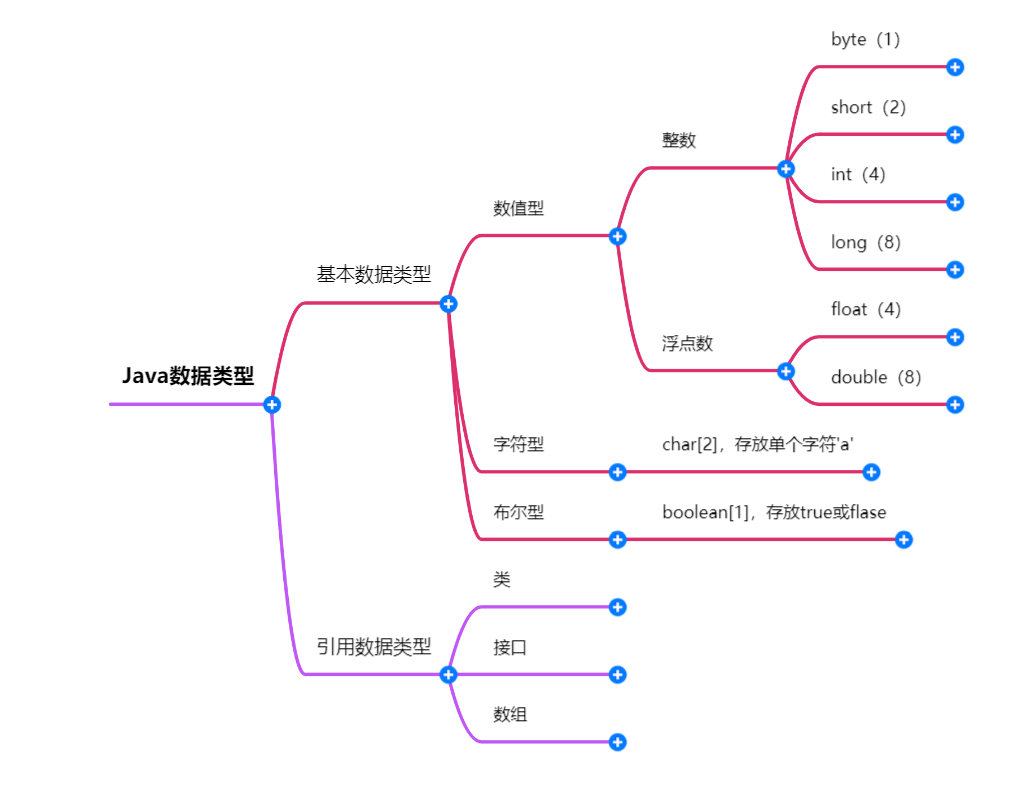 Java数据类型
基本数据类型
数值型
整数
byte（1）
short（2）
int（4）
long（8）
浮点数
float（4）
double（8）
字符型
char[2]，存放单个字符'a'
布尔型
boolean[1]，存放true或flase
引用数据类型
类
接口
数组